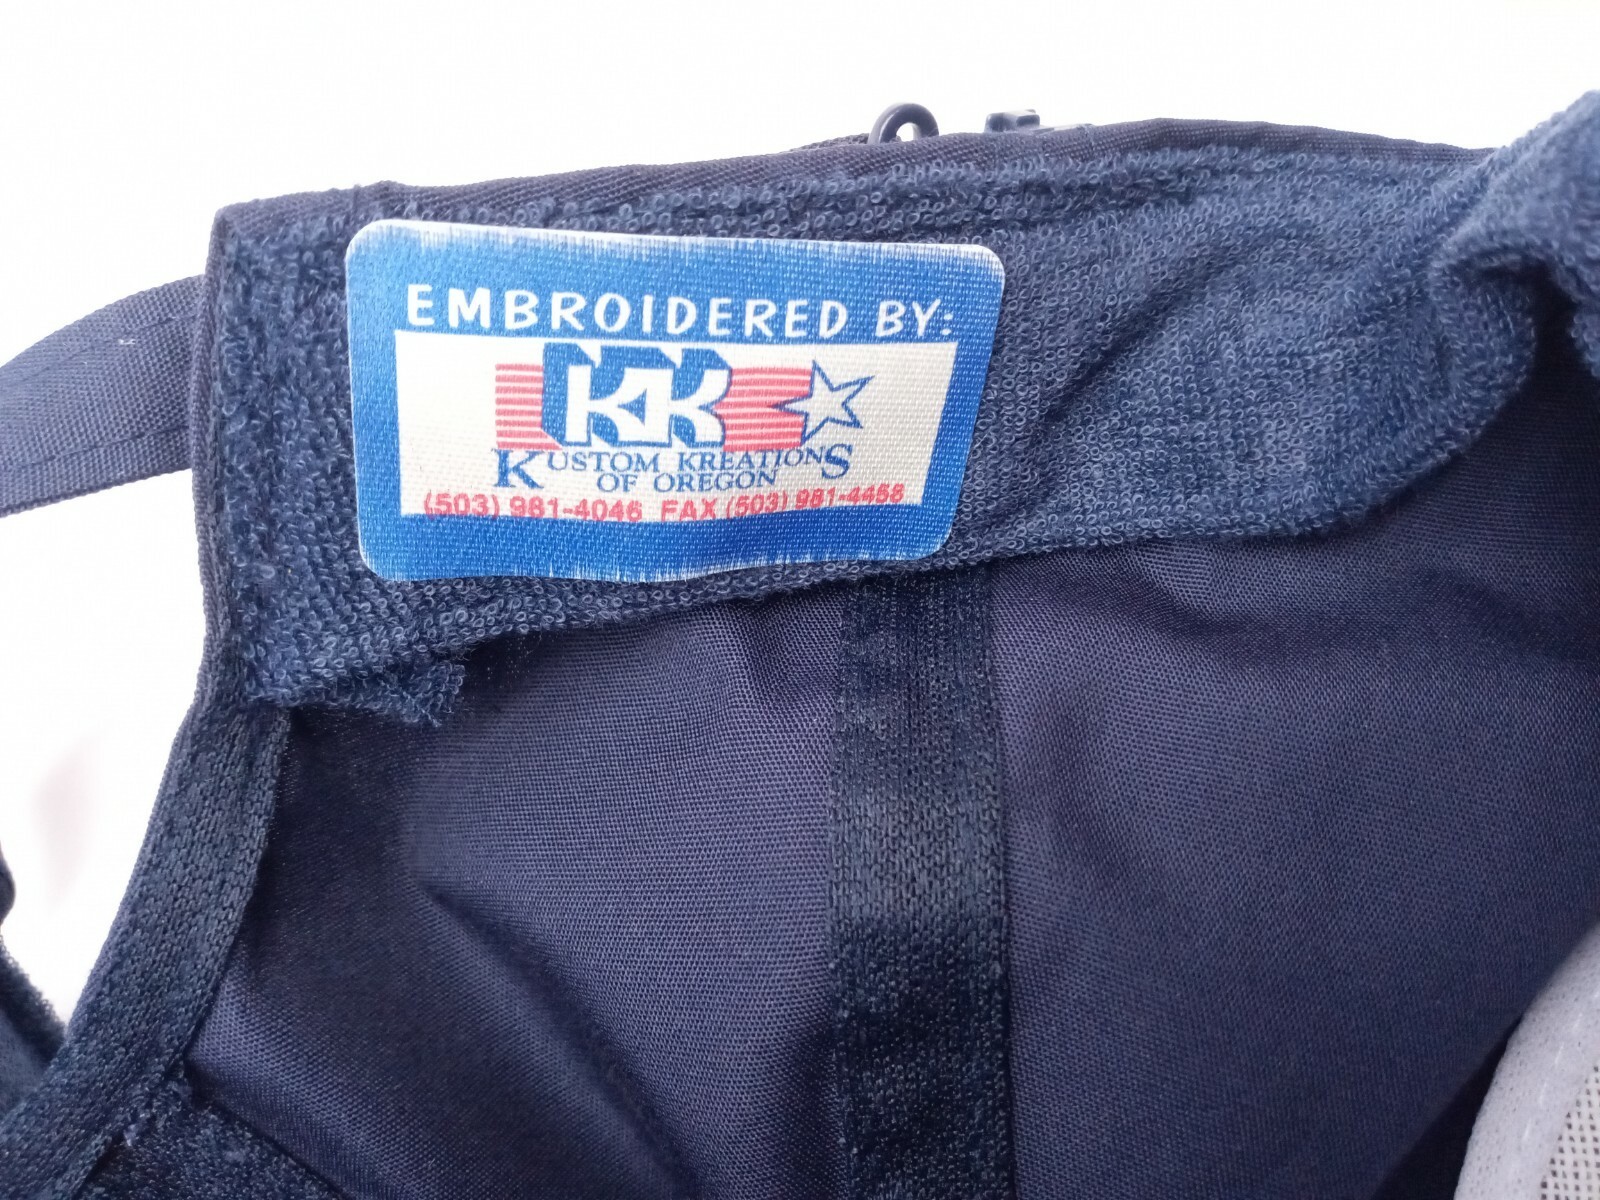 EMBROIDERED BY:
KK
KUSTOM KREATIONS
OF OREGON
(503) 981-4046 FAX (503) 981-4458